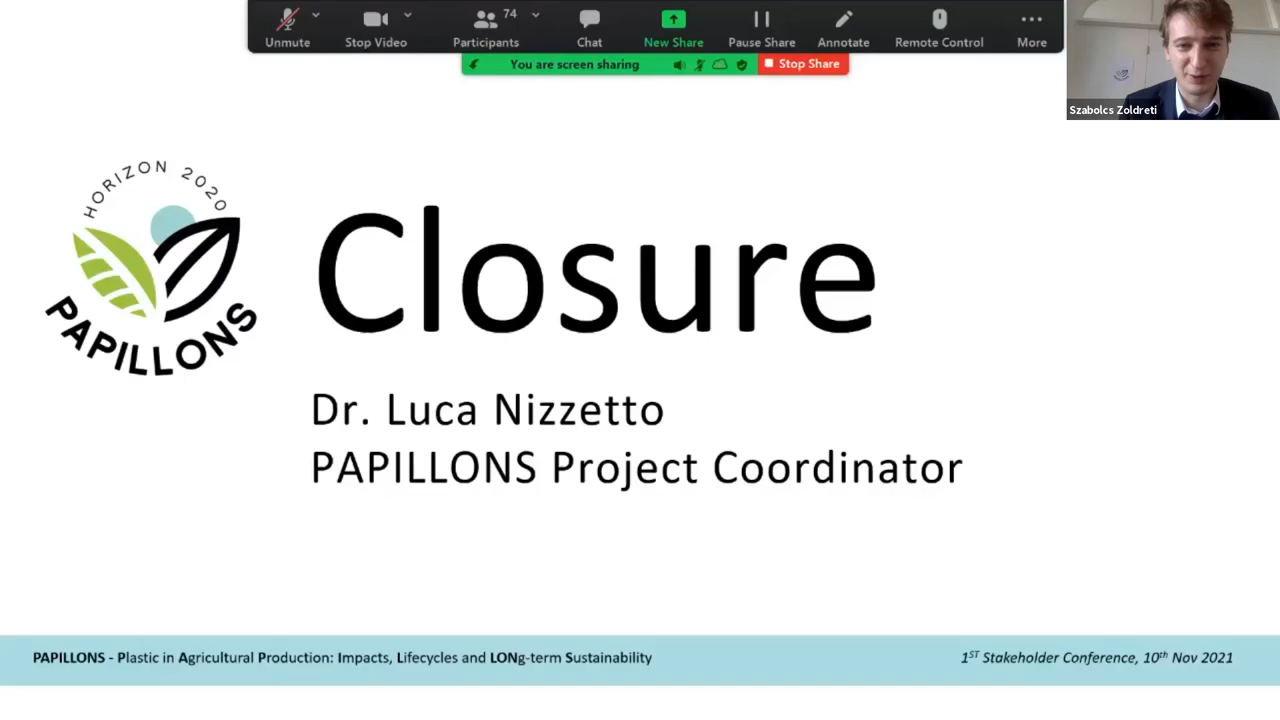 74
Unmute
Stop Video
Participants
Chat
New Share
Pause Share
Annotate
Remote Control
More
You are screen sharing
Stop Share
Szabolcs Zoldreti
HORIZON 2020
PAPILLONS
Closure
Dr. Luca Nizzetto
PAPILLONS Project Coordinator
PAPILLONS - Plastic in Agricultural Production: Impacts, Lifecycles and LONg-term Sustainability
1ST Stakeholder Conference, 10th Nov 2021